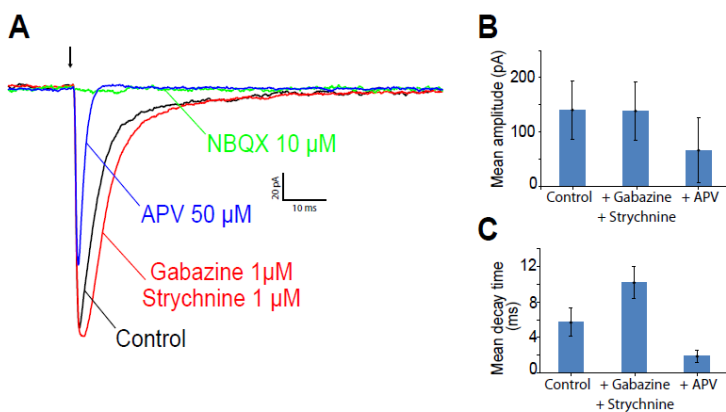 A
NBQX 10 µM
APV 50 µM
20 pA
10 ms
Gabazine 1µM
Strychnine 1 µM
Control
B
Mean amplitude (pA)
200
150
100
0
Control
+ Gabazine
+ Strychnine
+ APV
C
Mean decay time
(ms)
12
8
4
0
Control
+ Gabazine
+ Strychnine
+ APV